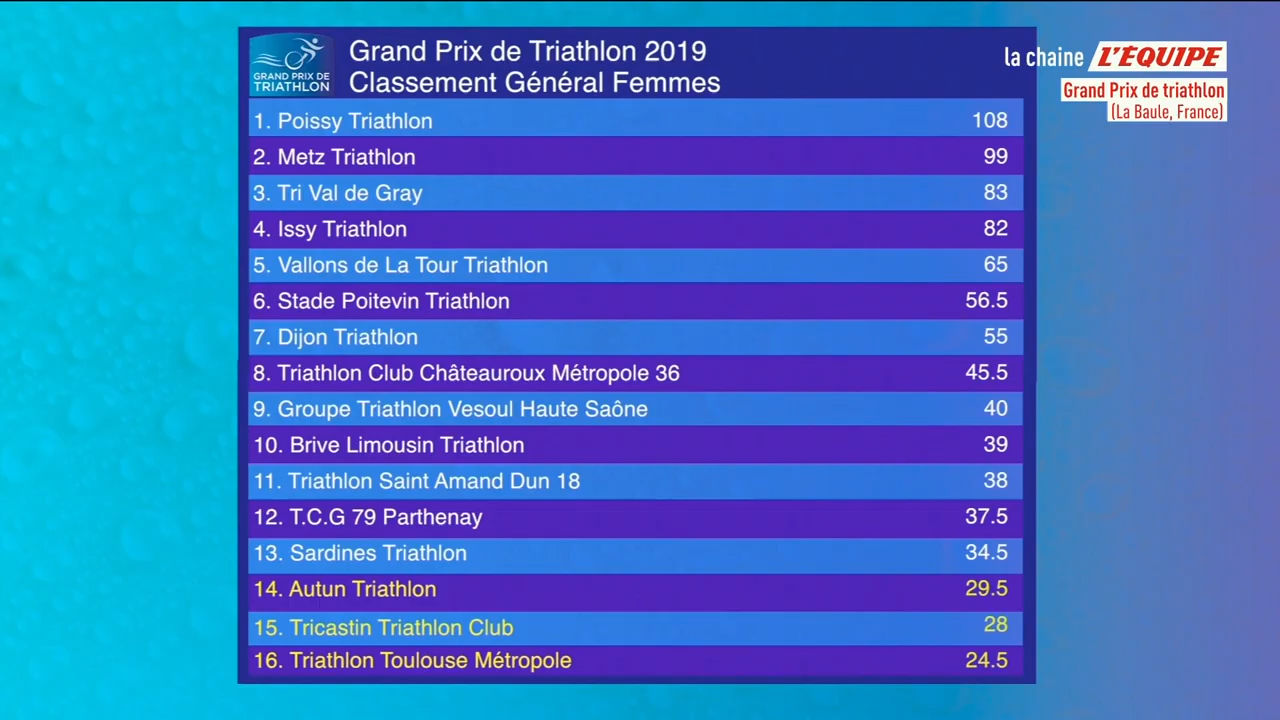 GRAND PRIX DE
TRIATHLON
Grand Prix de Triathlon 2019
Classement Général Femmes
la chaine L'ÉQUIPE
Grand Prix de triathlon
(La Baule, France)
1. Poissy Triathlon 108
2. Metz Triathlon 99
3. Tri Val de Gray 83
4. Issy Triathlon 82
5. Vallons de La Tour Triathlon 65
6. Stade Poitevin Triathlon 56.5
7. Dijon Triathlon 55
8. Triathlon Club Châteauroux Métropole 36 45.5
9. Groupe Triathlon Vesoul Haute Saône 40
10. Brive Limousin Triathlon 39
11. Triathlon Saint Amand Dun 18 38
12. T.C.G 79 Parthenay 37.5
13. Sardines Triathlon 34.5
14. Autun Triathlon 29.5
15. Tricastin Triathlon Club 28
16. Triathlon Toulouse Métropole 24.5